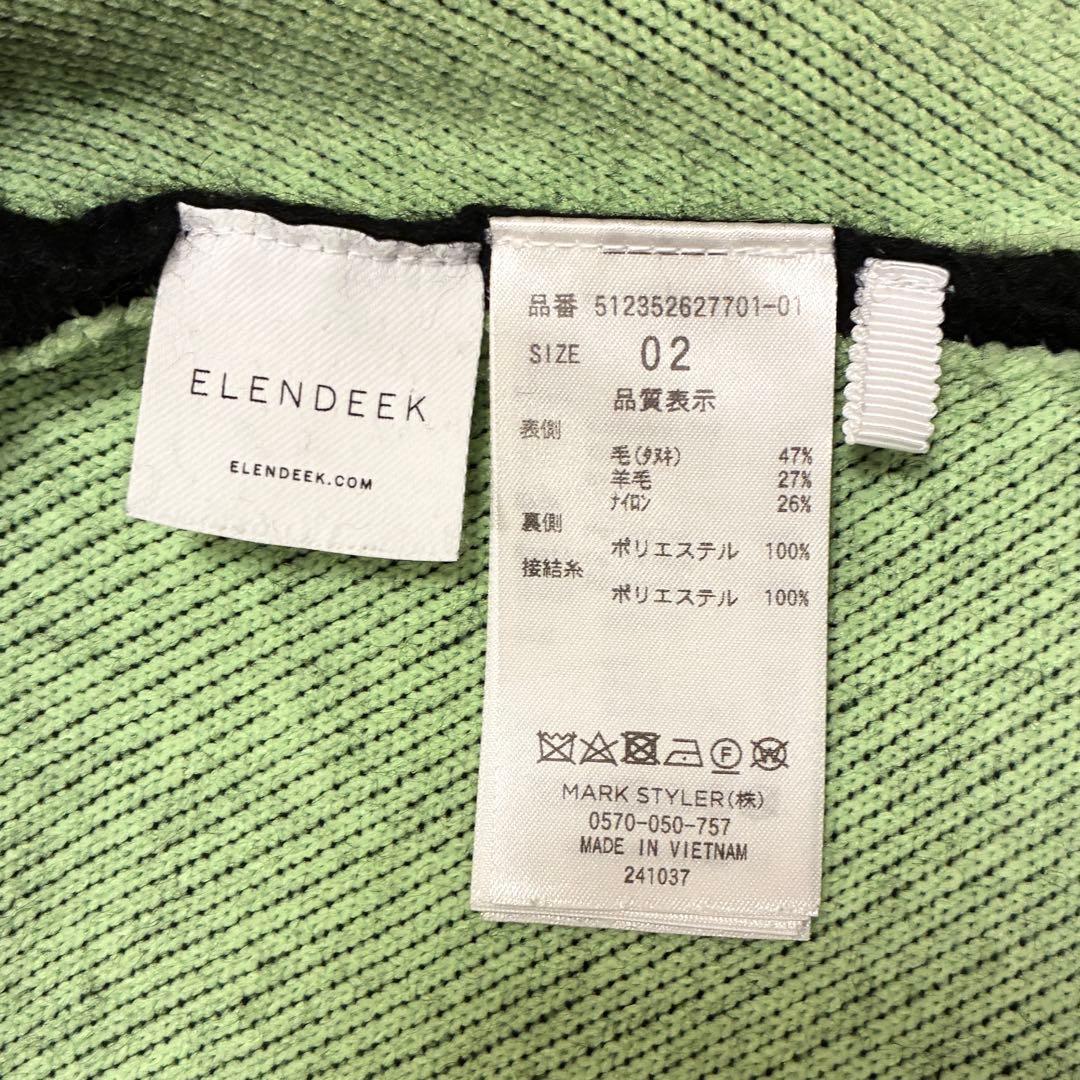 ELENDEEK
ELENDEEK.COM
品番 512352627701-01
SIZE 02
品質表示
表側
毛(タヌキ) 47%
羊毛 27%
ナイロン 26%
裏側
ポリエステル 100%
接結糸
ポリエステル 100%
F W
MARK STYLER(株)
0570-050-757
MADE IN VIETNAM
241037